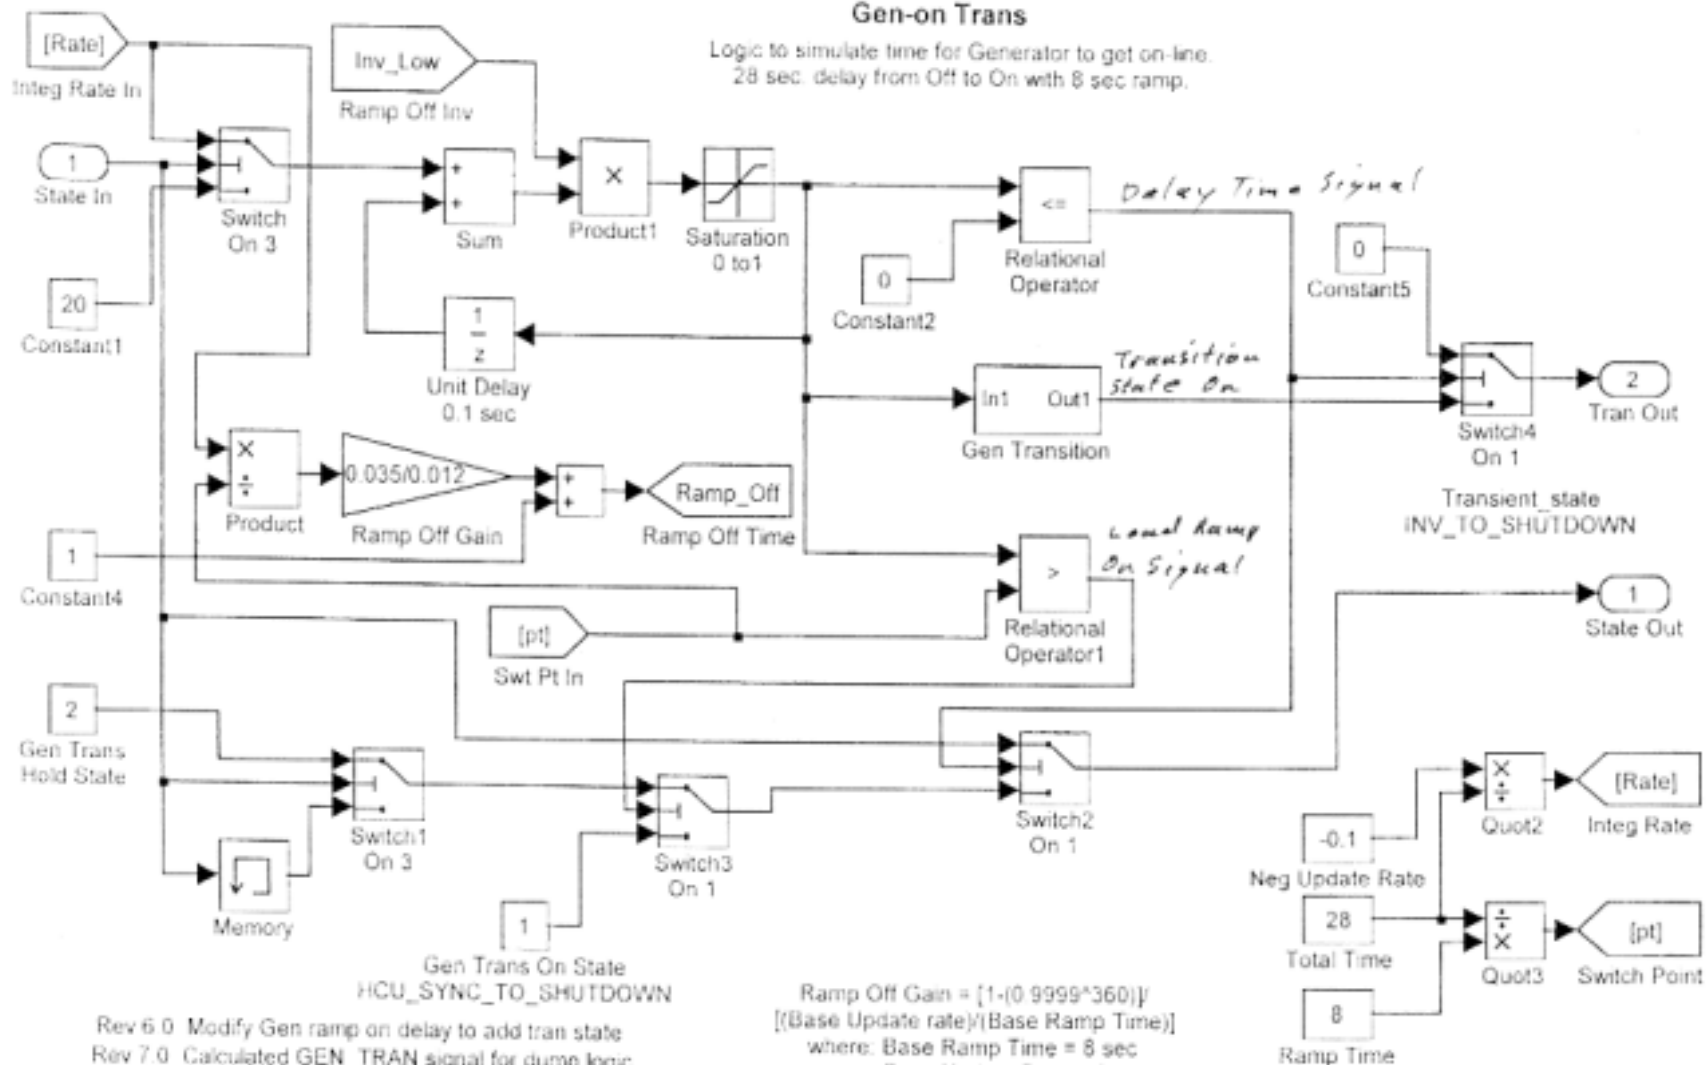 Gen-on Trans
Logic to simulate time for Generator to get on-line.
28 sec. delay from Off to On with 8 sec ramp.
[Rate]
Integ Rate In
Inv_Low
Ramp Off Inv
1
State In
Switch
On 3
20
Constant1
+
+
Sum
×
Product1
Saturation
0 to1
<=
Relational
Operator
Delay Time Signal
0
Constant2
0
Constant5
1
z
Unit Delay
0.1 sec
In1 Out1
Gen Transition
Transition
State On
Switch4
On 1
2
Tran Out
Transient_state
INV_TO_SHUTDOWN
×
÷
Product
0.035/0.012
Ramp Off Gain
+
+
Ramp_Off
Ramp Off Time
1
Constant4
[pt]
Swt Pt In
>
Relational
Operator1
Load Ramp
On Signal
1
State Out
2
Gen Trans
Hold State
Switch1
On 3
Memory
Switch3
On 1
1
Gen Trans On State
HCU_SYNC_TO_SHUTDOWN
Switch2
On 1
-0.1
Neg Update Rate
28
Total Time
8
Ramp Time
×
÷
Quot2
[Rate]
Integ Rate
÷
×
Quot3
[pt]
Switch Point
Rev 6.0 Modify Gen ramp on delay to add tran state
Rev 7.0 Calculated GEN_TRAN signal for dump logic
Ramp Off Gain = [1-(0.9999^360)]/
[(Base Update rate)/(Base Ramp Time)]
where: Base Ramp Time = 8 sec